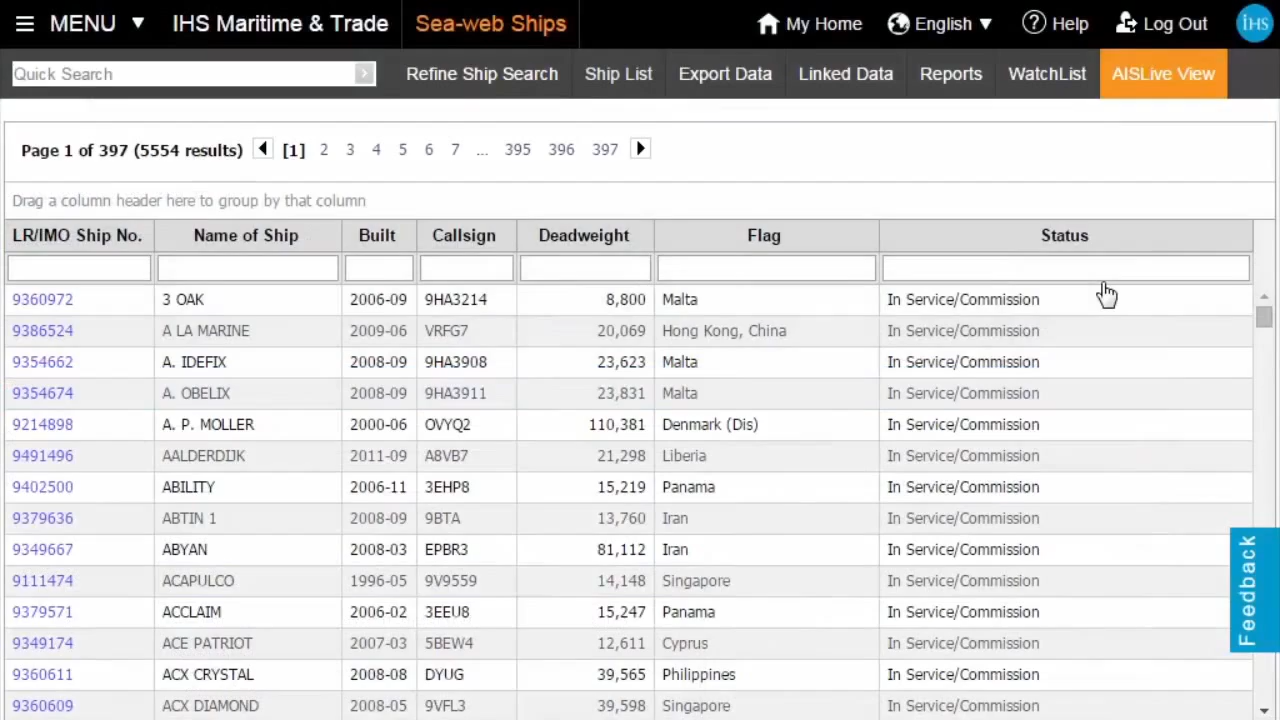 MENU ▼ IHS Maritime & Trade Sea-web Ships My Home English ▼ Help Log Out iHS
Quick Search Refine Ship Search Ship List Export Data Linked Data Reports WatchList AISLive View
Page 1 of 397 (5554 results) [1] 2 3 4 5 6 7 ... 395 396 397
Drag a column header here to group by that column
LR/IMO Ship No. Name of Ship Built Callsign Deadweight Flag Status
9360972 3 OAK 2006-09 9HA3214 8,800 Malta In Service/Commission
9386524 A LA MARINE 2009-06 VRFG7 20,069 Hong Kong, China In Service/Commission
9354662 A. IDEFIX 2008-09 9HA3908 23,623 Malta In Service/Commission
9354674 A. OBELIX 2008-09 9HA3911 23,831 Malta In Service/Commission
9214898 A. P. MOLLER 2000-06 OVYQ2 110,381 Denmark (Dis) In Service/Commission
9491496 AALDERDIJK 2011-09 A8VB7 21,298 Liberia In Service/Commission
9402500 ABILITY 2006-11 3EHP8 15,219 Panama In Service/Commission
9379636 ABTIN 1 2008-09 9BTA 13,760 Iran In Service/Commission
9349667 ABYAN 2008-03 EPBR3 81,112 Iran In Service/Commission
9111474 ACAPULCO 1996-05 9V9559 14,148 Singapore In Service/Commission
9379571 ACCLAIM 2006-02 3EEU8 15,247 Panama In Service/Commission
9349174 ACE PATRIOT 2007-03 5BEW4 12,611 Cyprus In Service/Commission
9360611 ACX CRYSTAL 2008-08 DYUG 39,565 Philippines In Service/Commission
9360609 ACX DIAMOND 2008-05 9VFL3 39,598 Singapore In Service/Commission
Feedback